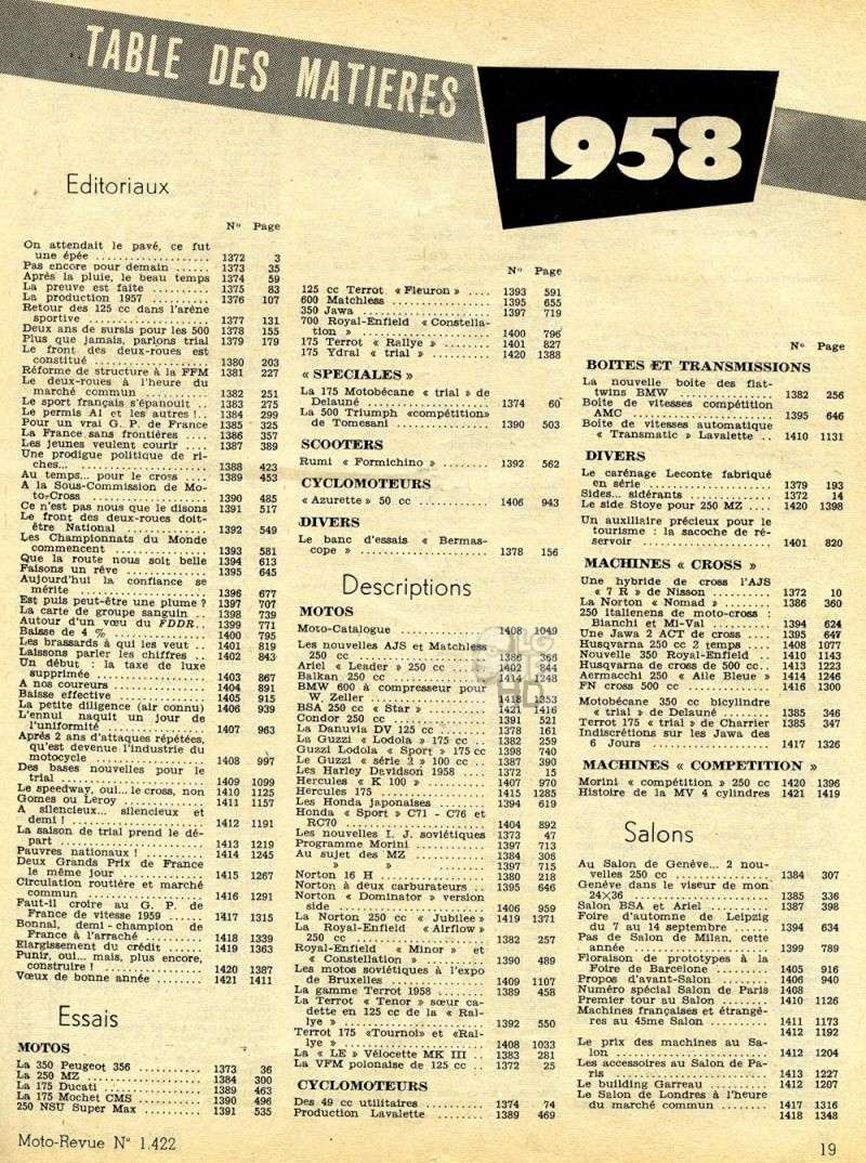 TABLE DES MATIERES
1958
Editoriaux
N° Page
On attendait le pavé, ce fut
une épée .................. 1372 3
Pas encore pour demain ...... 1373 35
Après la pluie, le beau temps 1374 59
La preuve est faite .......... 1375 83
La production 1957 .......... 1376 107
Retour des 125 cc dans l'arène
sportive .................... 1377 131
Deux ans de sursis pour les 500 1378 155
Plus que jamais, parlons trial 1379 179
Le front des deux-roues est
constitué .................. 1380 203
Réforme de structure à la FFM 1381 227
Le deux-roues à l'heure du
marché commun .......... 1382 251
Le sport français s'épanouit .. 1383 275
Le permis A1 et les autres !.. 1384 299
Pour un vrai G. P. de France 1385 325
La France sans frontières .... 1386 357
Les jeunes veulent courir .... 1387 389
Une prodigue politique de ri-
ches... .................... 1388 423
Au temps... pour le cross .... 1389 453
A la Sous-Commission de Mo-
to-Cross .................... 1390 485
Ce n'est pas nous que le disons 1391 517
Le front des deux-roues doit-
être National .............. 1392 549
Les Championnats du Monde
commencent .............. 1393 581
Que la route nous soit belle 1394 613
Faisons un rêve .............. 1395 645
Aujourd'hui la confiance se
mérite .................... 1396 677
Est puis peut-être une plume ? 1397 707
La carte de groupe sanguin .. 1398 739
Autour d'un vœu du FDDR.. 1399 771
Baisse de 4 % .............. 1400 795
Les brassards à qui les veut .. 1401 819
Laissons parler les chiffres .. 1402 843
Un début : la taxe de luxe
supprimée .................. 1403 867
A nos coureurs .............. 1404 891
Baisse effective .............. 1405 915
La petite diligence (air connu) 1406 939
L'ennui naquit un jour de
l'uniformité ................ 1407 963
Après 2 ans d'attaques répétées,
qu'est devenue l'industrie du
motocycle .................. 1408 997
Des bases nouvelles pour le
trial ...................... 1409 1099
Le speedway, oui... le cross, non 1410 1125
Gomes ou Leroy .............. 1411 1157
A silencieux... silencieux et
demi ! .................... 1412 1191
La saison de trial prend le dé-
part ...................... 1413 1219
Pauvres nationaux ! .......... 1414 1245
Deux Grands Prix de France
le même jour .............. 1415 1267
Circulation routière et marché
commun .................... 1416 1291
Faut-il croire au G. P. de
France de vitesse 1959 ...... 1417 1315
Bonnal, demi-champion de
France à l'arraché .......... 1418 1339
Elargissement du crédit ...... 1419 1363
Punir, oui... mais, plus encore,
construire ! ................ 1420 1387
Vœux de bonne année ........ 1421 1411
Essais
MOTOS
La 350 Peugeot 356 .......... 1373 36
La 250 MZ .................. 1384 300
La 175 Ducati .............. 1389 463
La 175 Mochet CMS .......... 1390 496
250 NSU Super Max .......... 1391 535
N° Page
125 cc Terrot « Fleuron » .... 1393 591
600 Matchless .............. 1395 655
350 Jawa .................. 1397 719
700 Royal-Enfield « Constella-
tion » .................... 1400 796
175 Terrot « Rallye » ........ 1401 827
175 Ydral « trial » .......... 1420 1388
« SPECIALES »
La 175 Motobécane « trial » de
Delauné .................... 1374 60
La 500 Triumph «compétition»
de Tomesani .............. 1390 503
SCOOTERS
Rumi « Formichino » ........ 1392 562
CYCLOMOTEURS
« Azurette » 50 cc .......... 1406 943
DIVERS
Le banc d'essais « Bermas-
cope » .................... 1378 156
Descriptions
MOTOS
Moto-Catalogue .............. 1408 1049
Les nouvelles AJS et Matchless
250 cc .................... 1386 368
Ariel « Leader » 250 cc ...... 1402 844
Balkan 250 cc .............. 1414 1248
BMW 600 à compresseur pour
W. Zeller .................. 1418 1353
BSA 250 cc « Star » .......... 1421 1416
Condor 250 cc .............. 1391 521
La Danuvia DV 125 cc ...... 1378 161
La Guzzi « Lodola » 175 cc .. 1382 259
Guzzi Lodola « Sport » 175 cc 1398 740
Le Guzzi « série 2 » 100 cc .. 1387 390
Les Harley Davidson 1958 .... 1372 15
Hercules « K 100 » .......... 1407 970
Hercules 175 ................ 1415 1285
Les Honda japonaises ........ 1394 619
Honda « Sport » C71 - C76 et
RC70 ...................... 1404 892
Les nouvelles I. J. soviétiques 1373 47
Programme Morini .......... 1397 713
Au sujet des MZ ............ 1384 306
» » ............ 1397 715
Norton 16 H ................ 1380 218
Norton à deux carburateurs .. 1395 646
Norton « Dominator » version
side ...................... 1406 959
La Norton 250 cc « Jubilee » 1419 1371
La Royal-Enfield « Airflow »
250 cc .................... 1382 257
Royal-Enfield « Minor » et
« Constellation » .......... 1390 489
Les motos soviétiques à l'expo
de Bruxelles .............. 1409 1107
La gamme Terrot 1958 ........ 1389 458
La Terrot « Tenor » sœur ca-
dette en 125 cc de la « Ral-
lye » ...................... 1392 550
Terrot 175 «Tournoi» et «Ral-
lye » ...................... 1408 1033
La « LE » Vélocette MK III .. 1383 281
La VFM polonaise de 125 cc .. 1372 25
CYCLOMOTEURS
Des 49 cc utilitaires .......... 1374 74
Production Lavalette ........ 1389 469
N° Page
BOITES ET TRANSMISSIONS
La nouvelle boîte des flat-
twins BMW ................ 1382 256
Boîte de vitesses compétition
AMC ...................... 1395 646
Boîte de vitesses automatique
« Transmatic » Lavalette .. 1410 1131
DIVERS
Le carénage Leconte fabriqué
en série .................... 1379 193
Sides... sidérants ............ 1372 14
Le side Stoye pour 250 MZ .... 1420 1398
Un auxiliaire précieux pour le
tourisme : la sacoche de ré-
servoir .................... 1401 820
MACHINES « CROSS »
Une hybride de cross l'AJS
« 7 R » de Nisson .......... 1372 10
La Norton « Nomad » ........ 1386 360
250 italiennes de moto-cross :
Bianchi et Mi-Val .......... 1394 624
Une Jawa 2 ACT de cross .... 1395 647
Husqvarna 250 cc 2 temps .... 1408 1077
Nouvelle 350 Royal-Enfield .. 1410 1143
Husqvarna de cross de 500 cc.. 1413 1223
Aermacchi 250 « Aile Bleue » 1414 1246
FN cross 500 cc .............. 1416 1300
Motobécane 350 cc bicylindre
« trial » de Delauné ........ 1385 346
Terrot 175 « trial » de Charrier 1385 347
Indiscrétions sur les Jawa des
6 Jours .................... 1417 1326
MACHINES « COMPETITION »
Morini « compétition » 250 cc 1420 1396
Histoire de la MV 4 cylindres 1421 1419
Salons
Au Salon de Genève... 2 nou-
velles 250 cc .............. 1384 307
Genève dans le viseur de mon
24×36 .................... 1385 336
Salon BSA et Ariel .......... 1387 398
Foire d'automne de Leipzig
du 7 au 14 septembre ...... 1394 634
Pas de Salon de Milan, cette
année .................... 1399 789
Floraison de prototypes à la
Foire de Barcelone ........ 1405 916
Propos d'avant-Salon ........ 1406 940
Numéro spécial Salon de Paris 1408
Premier tour au Salon ........ 1410 1126
Machines françaises et étrangè-
res au 45me Salon .......... 1411 1173
1412 1192
Le prix des machines au Sa-
lon ........................ 1412 1204
Les accessoires au Salon de Pa-
ris ........................ 1413 1227
Le building Garreau ........ 1412 1207
Le Salon de Londres à l'heure
du marché commun ........ 1417 1316
1418 1348
Moto-Revue N° 1.422
19